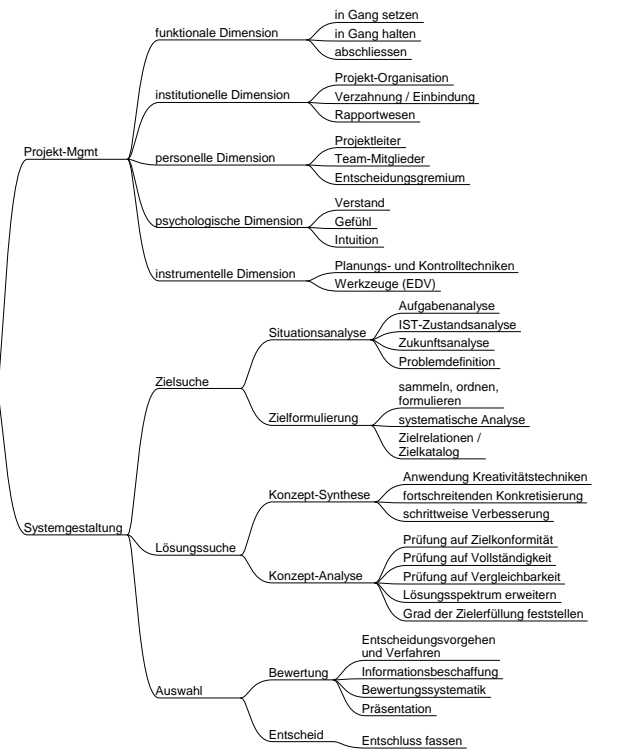 Projekt-Mgmt
funktionale Dimension
in Gang setzen
in Gang halten
abschliessen
institutionelle Dimension
Projekt-Organisation
Verzahnung / Einbindung
Rapportwesen
personelle Dimension
Projektleiter
Team-Mitglieder
Entscheidungsgremium
psychologische Dimension
Verstand
Gefühl
Intuition
instrumentelle Dimension
Planungs- und Kontrolltechniken
Werkzeuge (EDV)
Systemgestaltung
Zielsuche
Situationsanalyse
Aufgabenanalyse
IST-Zustandsanalyse
Zukunftsanalyse
Problemdefinition
Zielformulierung
sammeln, ordnen,
formulieren
systematische Analyse
Zielrelationen /
Zielkatalog
Lösungssuche
Konzept-Synthese
Anwendung Kreativitätstechniken
fortschreitenden Konkretisierung
schrittweise Verbesserung
Konzept-Analyse
Prüfung auf Zielkonformität
Prüfung auf Vollständigkeit
Prüfung auf Vergleichbarkeit
Lösungsspektrum erweitern
Grad der Zielerfüllung feststellen
Auswahl
Bewertung
Entscheidungsvorgehen
und Verfahren
Informationsbeschaffung
Bewertungssystematik
Präsentation
Entscheid
Entschluss fassen